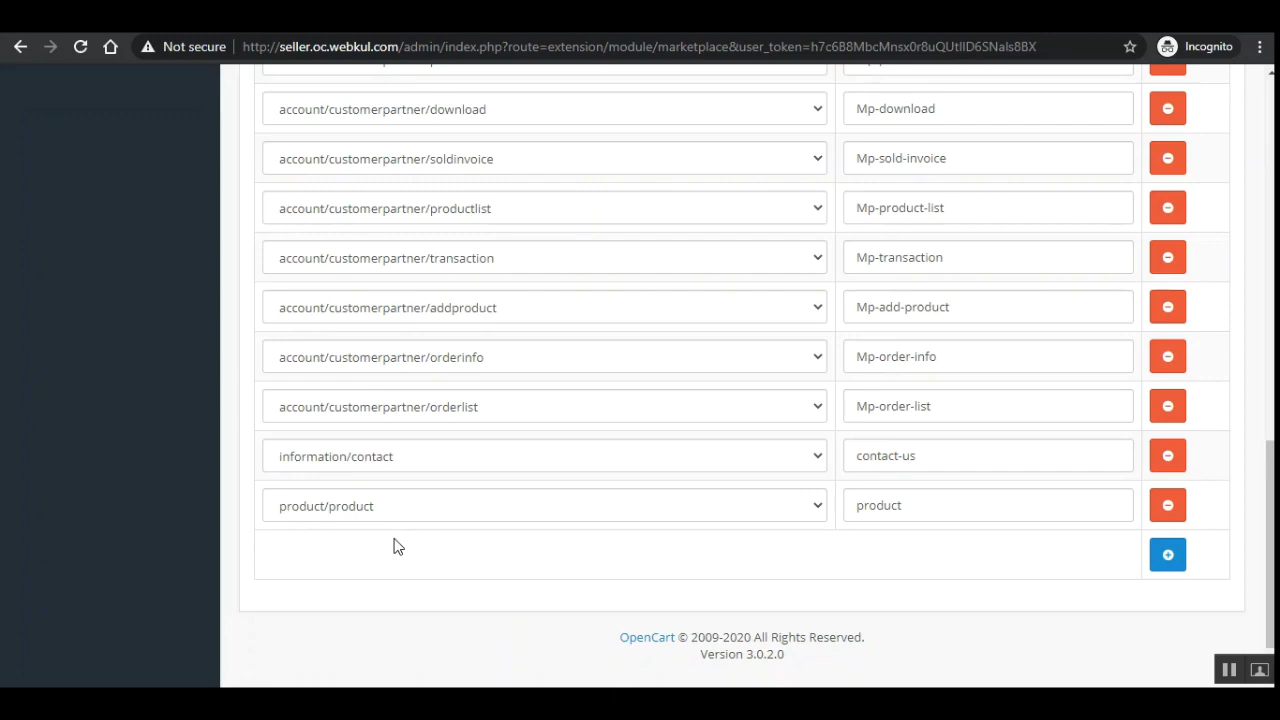 Not secure
http://seller.oc.webkul.com/admin/index.php?route=extension/module/marketplace&user_token=h7c6B8MbcMnsx0r8uQUtlID6SNals8BX
Incognito
account/customerpartner/download Mp-download
account/customerpartner/soldinvoice Mp-sold-invoice
account/customerpartner/productlist Mp-product-list
account/customerpartner/transaction Mp-transaction
account/customerpartner/addproduct Mp-add-product
account/customerpartner/orderinfo Mp-order-info
account/customerpartner/orderlist Mp-order-list
information/contact contact-us
product/product product
OpenCart © 2009-2020 All Rights Reserved.
Version 3.0.2.0